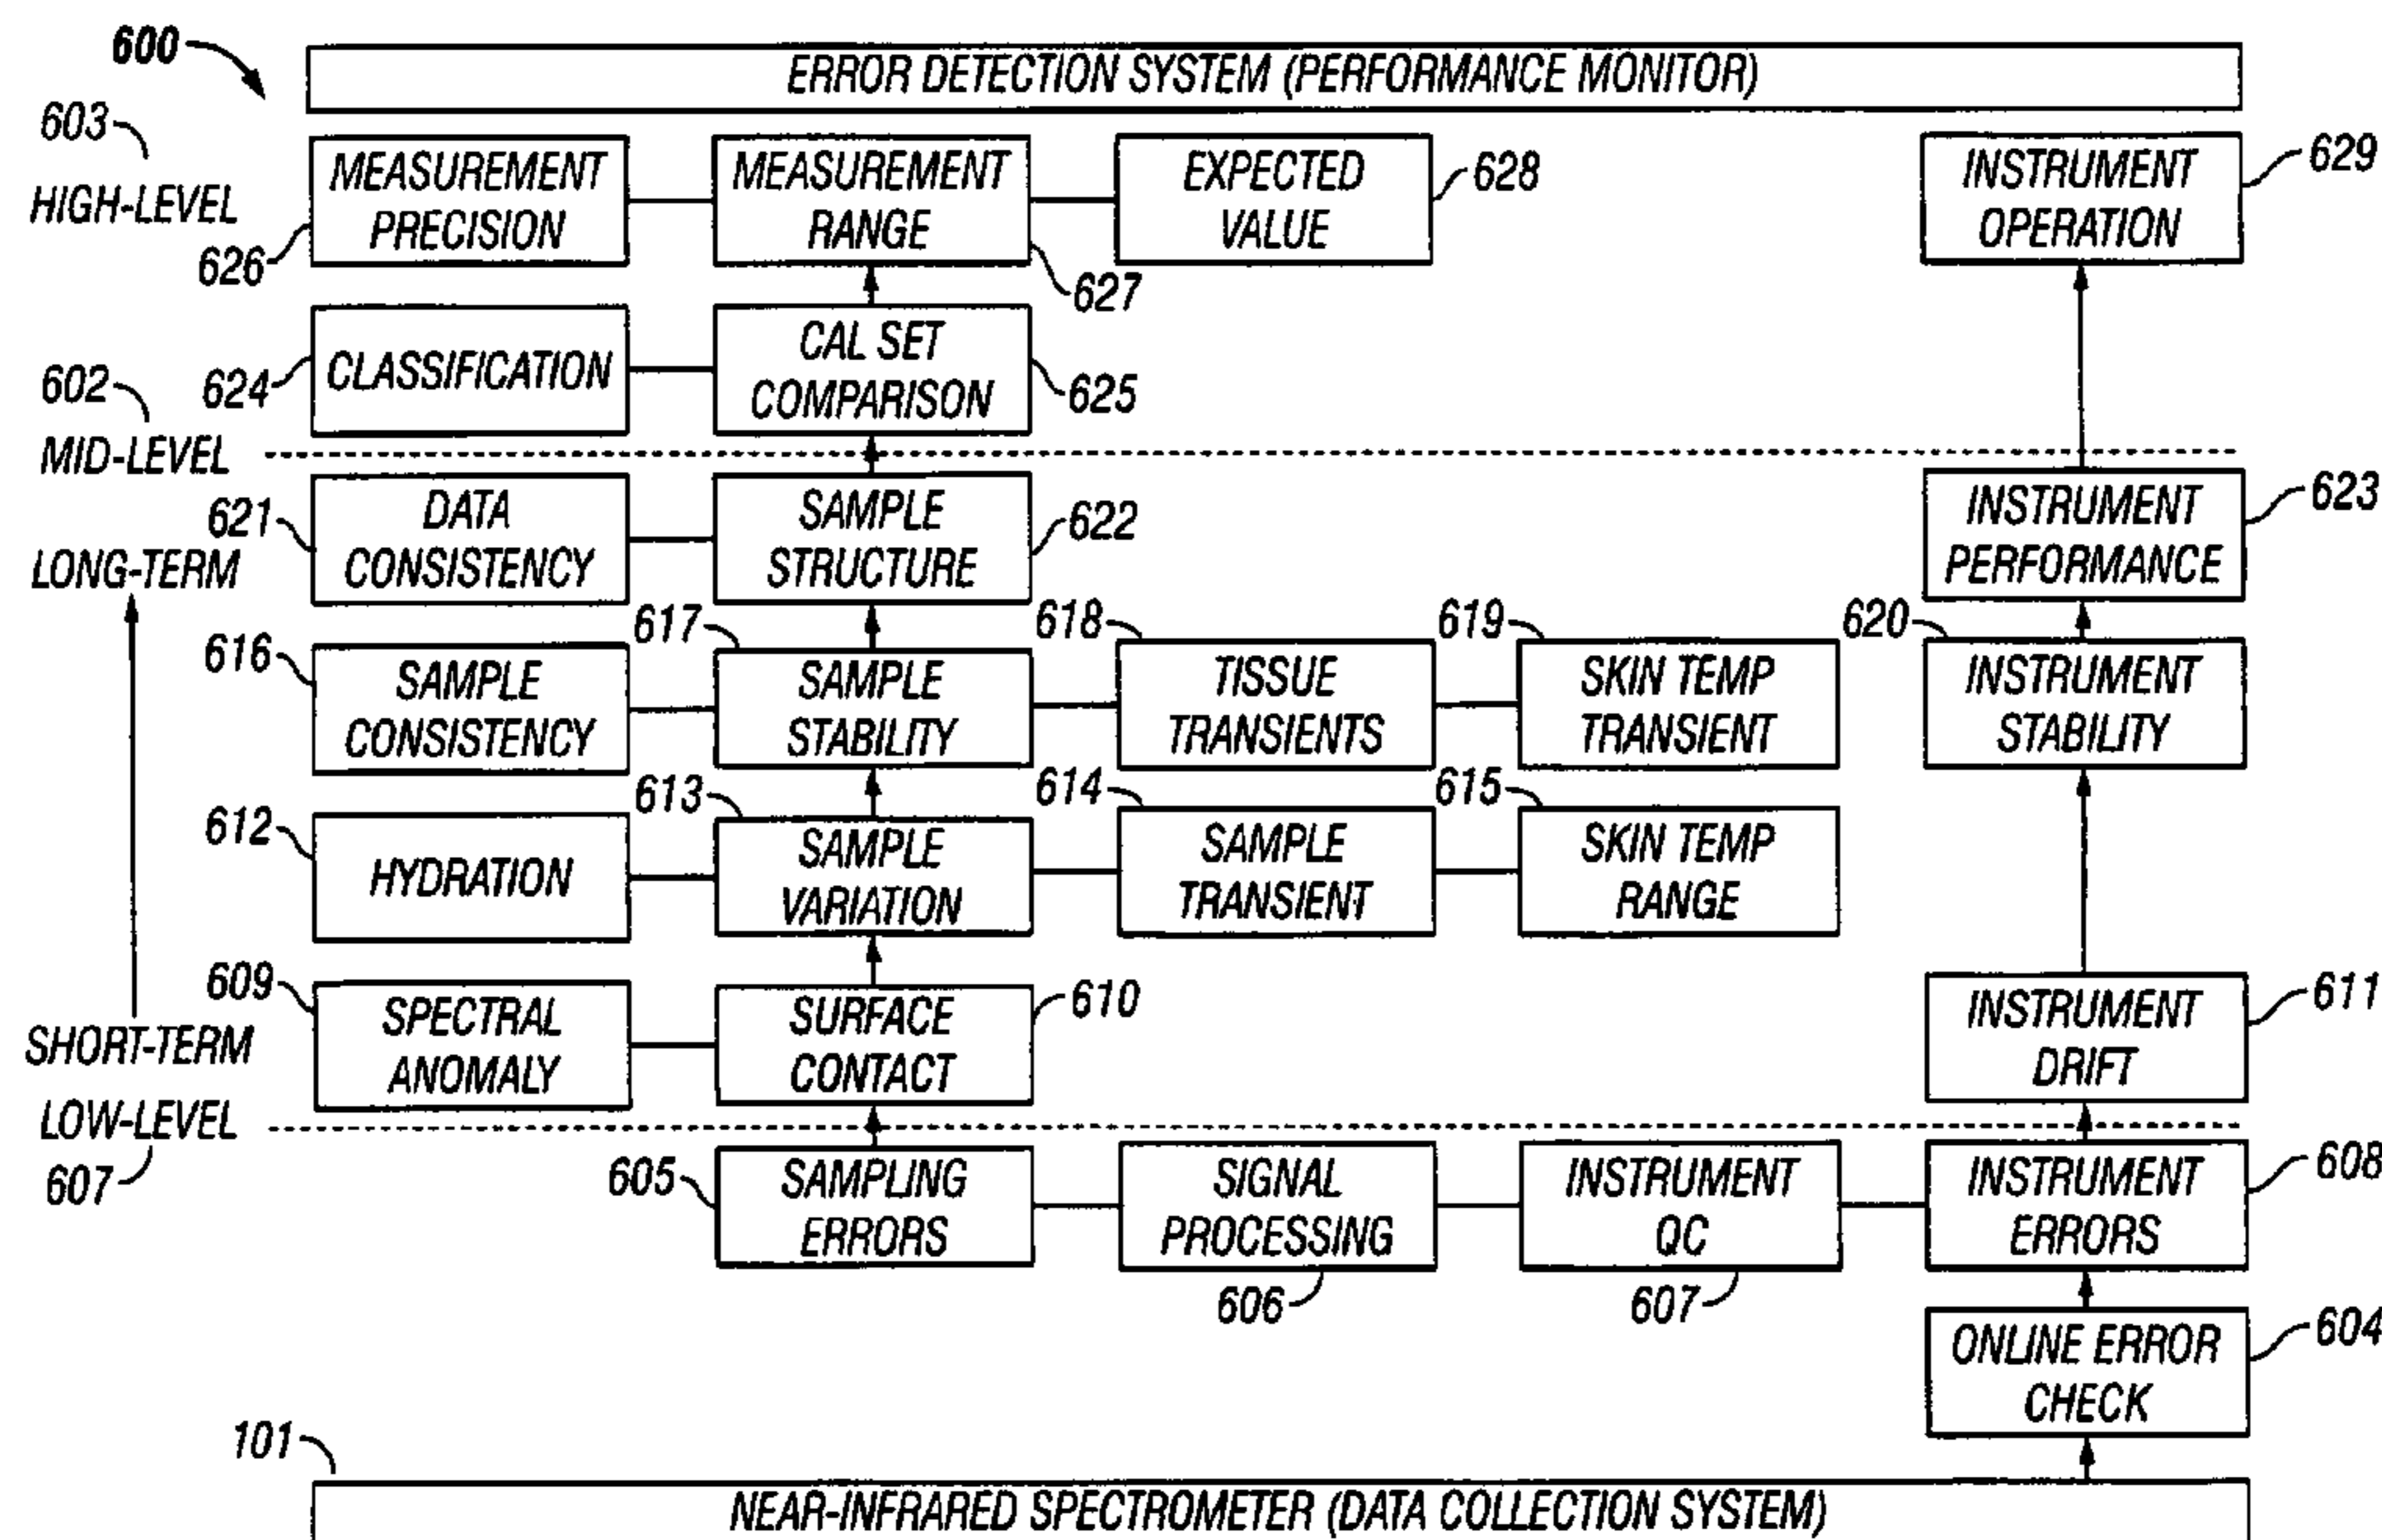 600
ERROR DETECTION SYSTEM (PERFORMANCE MONITOR)
603
HIGH-LEVEL
MEASUREMENT
PRECISION
626
MEASUREMENT
RANGE
627
EXPECTED
VALUE
628
INSTRUMENT
OPERATION
629
CLASSIFICATION
624
CAL SET
COMPARISON
625
602
MID-LEVEL
621
DATA
CONSISTENCY
SAMPLE
STRUCTURE
622
INSTRUMENT
PERFORMANCE
623
LONG-TERM
616
SAMPLE
CONSISTENCY
617
SAMPLE
STABILITY
618
TISSUE
TRANSIENTS
619
SKIN TEMP
TRANSIENT
620
INSTRUMENT
STABILITY
612
HYDRATION
613
SAMPLE
VARIATION
614
SAMPLE
TRANSIENT
615
SKIN TEMP
RANGE
609
SPECTRAL
ANOMALY
SURFACE
CONTACT
610
INSTRUMENT
DRIFT
611
SHORT-TERM
LOW-LEVEL
607
605
SAMPLING
ERRORS
SIGNAL
PROCESSING
606
INSTRUMENT
QC
607
INSTRUMENT
ERRORS
608
ONLINE ERROR
CHECK
604
101
NEAR-INFRARED SPECTROMETER (DATA COLLECTION SYSTEM)